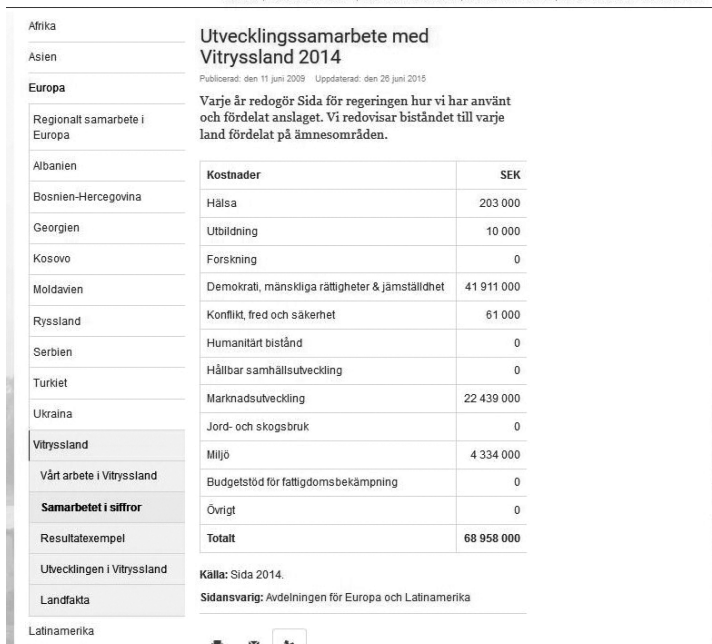 Afrika
Asien
Europa
Regionalt samarbete i
Europa
Albanien
Bosnien-Hercegovina
Georgien
Kosovo
Moldavien
Ryssland
Serbien
Turkiet
Ukraina
Vitryssland
Vårt arbete i Vitryssland
Samarbetet i siffror
Resultatexempel
Utvecklingen i Vitryssland
Landfakta
Latinamerika
Utvecklingssamarbete med
Vitryssland 2014
Publicerad: den 11 juni 2009 Uppdaterad: den 26 juni 2015
Varje år redogör Sida för regeringen hur vi har använt
och fördelat anslaget. Vi redovisar biståndet till varje
land fördelat på ämnesområden.
Kostnader SEK
Hälsa 203 000
Utbildning 10 000
Forskning 0
Demokrati, mänskliga rättigheter & jämställdhet 41 911 000
Konflikt, fred och säkerhet 61 000
Humanitärt bistånd 0
Hållbar samhällsutveckling 0
Marknadsutveckling 22 439 000
Jord- och skogsbruk 0
Miljö 4 334 000
Budgetstöd för fattigdomsbekämpning 0
Övrigt 0
Totalt 68 958 000
Källa: Sida 2014.
Sidansvarig: Avdelningen för Europa och Latinamerika